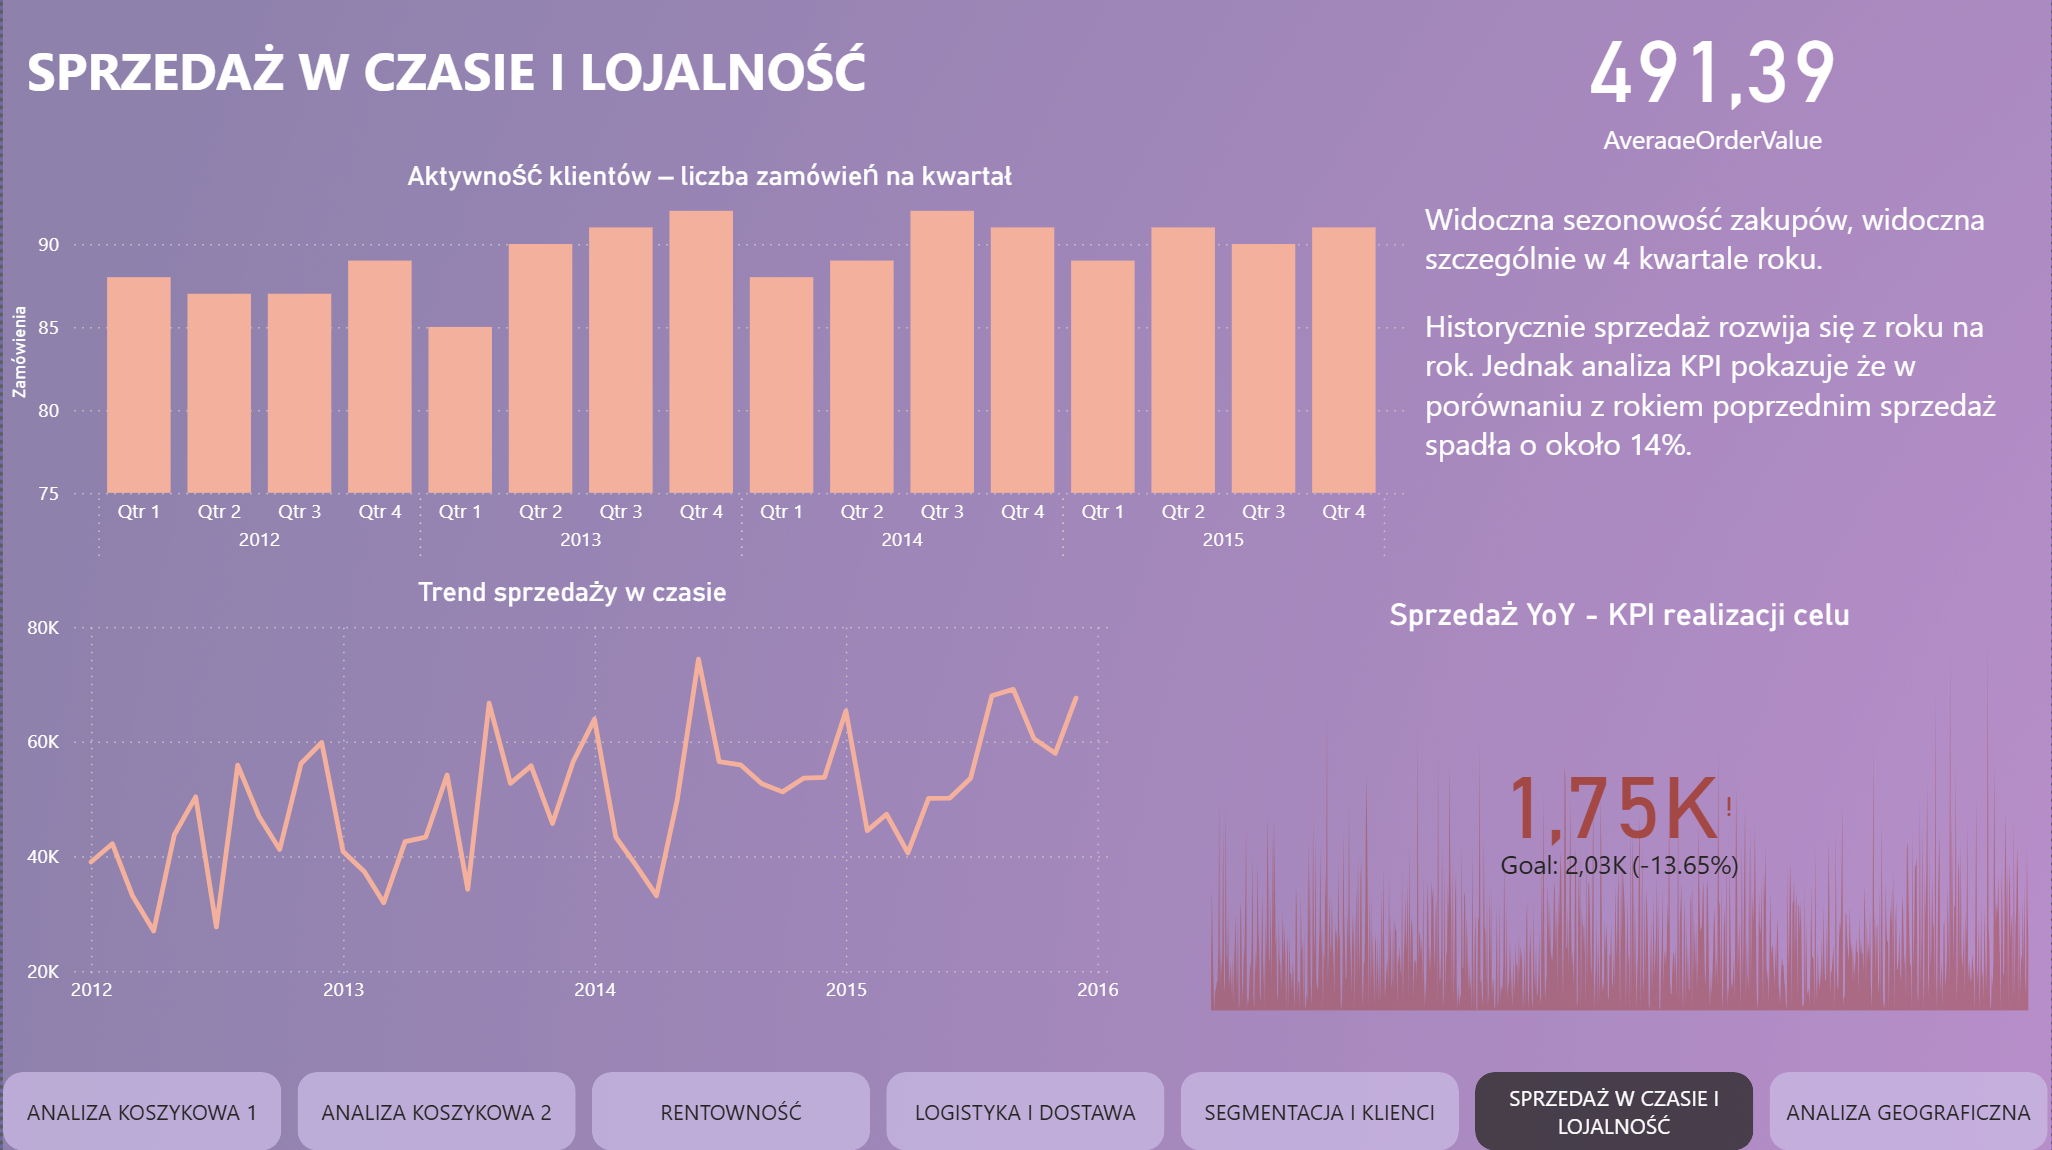 SPRZEDAŻ W CZASIE I LOJALNOŚĆ
491,39
AverageOrderValue
Aktywność klientów – liczba zamówień na kwartał
Zamówienia
90
85
80
75
Qtr 1 Qtr 2 Qtr 3 Qtr 4 Qtr 1 Qtr 2 Qtr 3 Qtr 4 Qtr 1 Qtr 2 Qtr 3 Qtr 4 Qtr 1 Qtr 2 Qtr 3 Qtr 4
2012 2013 2014 2015
Widoczna sezonowość zakupów, widoczna
szczególnie w 4 kwartale roku.
Historycznie sprzedaż rozwija się z roku na
rok. Jednak analiza KPI pokazuje że w
porównaniu z rokiem poprzednim sprzedaż
spadła o około 14%.
Trend sprzedaży w czasie
80K
60K
40K
20K
2012 2013 2014 2015 2016
Sprzedaż YoY - KPI realizacji celu
1,75K!
Goal: 2,03K (-13.65%)
ANALIZA KOSZYKOWA 1
ANALIZA KOSZYKOWA 2
RENTOWNOŚĆ
LOGISTYKA I DOSTAWA
SEGMENTACJA I KLIENCI
SPRZEDAŻ W CZASIE I
LOJALNOŚĆ
ANALIZA GEOGRAFICZNA